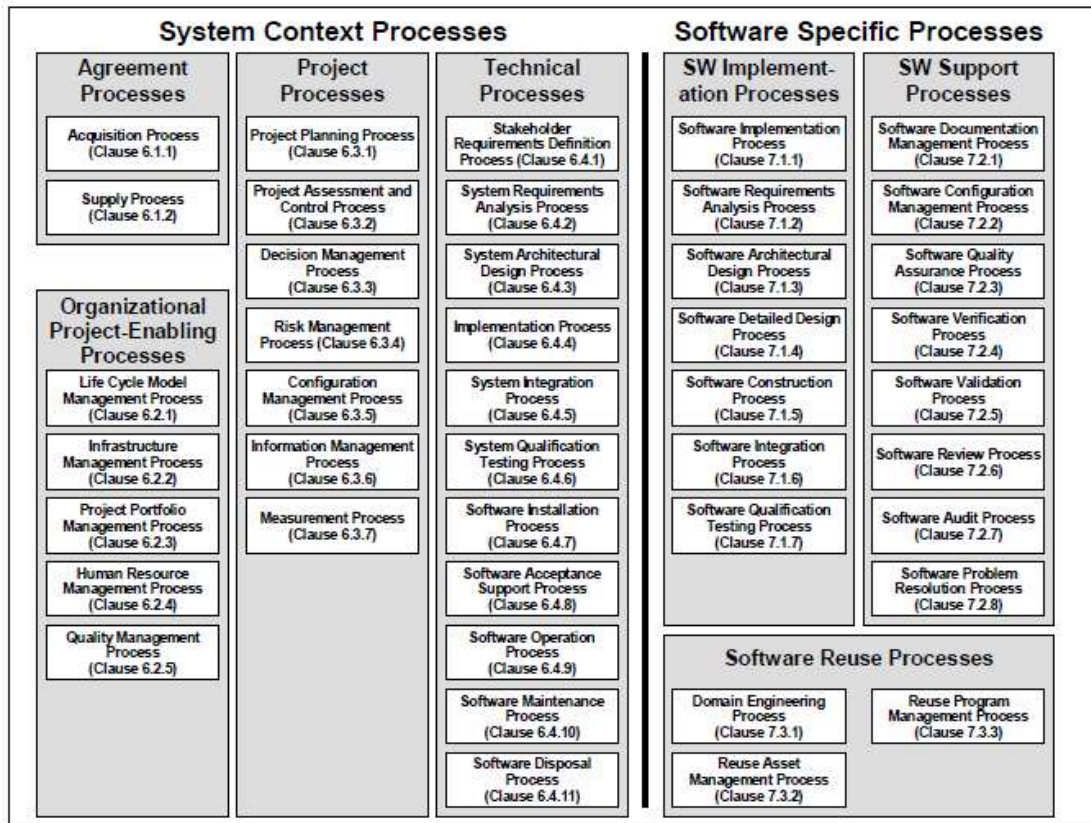 System Context Processes
Software Specific Processes
Agreement
Processes
Acquisition Process
(Clause 6.1.1)
Supply Process
(Clause 6.1.2)
Organizational
Project-Enabling
Processes
Life Cycle Model
Management Process
(Clause 6.2.1)
Infrastructure
Management Process
(Clause 6.2.2)
Project Portfolio
Management Process
(Clause 6.2.3)
Human Resource
Management Process
(Clause 6.2.4)
Quality Management
Process
(Clause 6.2.5)
Project
Processes
Project Planning Process
(Clause 6.3.1)
Project Assessment and
Control Process
(Clause 6.3.2)
Decision Management
Process
(Clause 6.3.3)
Risk Management
Process (Clause 6.3.4)
Configuration
Management Process
(Clause 6.3.5)
Information Management
Process
(Clause 6.3.6)
Measurement Process
(Clause 6.3.7)
Technical
Processes
Stakeholder
Requirements Definition
Process (Clause 6.4.1)
System Requirements
Analysis Process
(Clause 6.4.2)
System Architectural
Design Process
(Clause 6.4.3)
Implementation Process
(Clause 6.4.4)
System Integration
Process
(Clause 6.4.5)
System Qualification
Testing Process
(Clause 6.4.6)
Software Installation
Process
(Clause 6.4.7)
Software Acceptance
Support Process
(Clause 6.4.8)
Software Operation
Process
(Clause 6.4.9)
Software Maintenance
Process
(Clause 6.4.10)
Software Disposal
Process
(Clause 6.4.11)
SW Implement-
ation Processes
Software Implementation
Process
(Clause 7.1.1)
Software Requirements
Analysis Process
(Clause 7.1.2)
Software Architectural
Design Process
(Clause 7.1.3)
Software Detailed Design
Process
(Clause 7.1.4)
Software Construction
Process
(Clause 7.1.5)
Software Integration
Process
(Clause 7.1.6)
Software Qualification
Testing Process
(Clause 7.1.7)
SW Support
Processes
Software Documentation
Management Process
(Clause 7.2.1)
Software Configuration
Management Process
(Clause 7.2.2)
Software Quality
Assurance Process
(Clause 7.2.3)
Software Verification
Process
(Clause 7.2.4)
Software Validation
Process
(Clause 7.2.5)
Software Review Process
(Clause 7.2.6)
Software Audit Process
(Clause 7.2.7)
Software Problem
Resolution Process
(Clause 7.2.8)
Software Reuse Processes
Domain Engineering
Process
(Clause 7.3.1)
Reuse Asset
Management Process
(Clause 7.3.2)
Reuse Program
Management Process
(Clause 7.3.3)